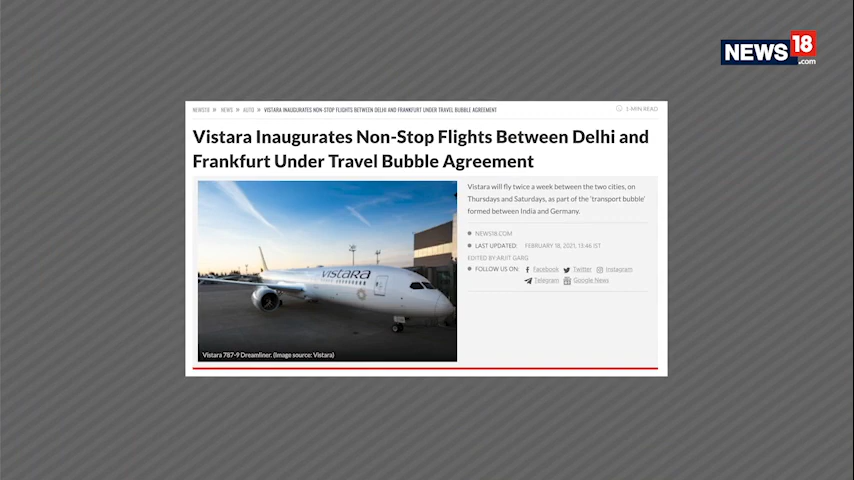 NEWS 18
.com
NEWS18 » NEWS » AUTO » VISTARA INAUGURATES NON-STOP FLIGHTS BETWEEN DELHI AND FRANKFURT UNDER TRAVEL BUBBLE AGREEMENT
1-MIN READ
Vistara Inaugurates Non-Stop Flights Between Delhi and
Frankfurt Under Travel Bubble Agreement
VISTARA
Vistara 787-9 Dreamliner. (Image source: Vistara)
Vistara will fly twice a week between the two cities, on
Thursdays and Saturdays, as part of the 'transport bubble'
formed between India and Germany.
NEWS18.COM
LAST UPDATED: FEBRUARY 18, 2021, 13:46 IST
EDITED BY: ARJIT GARG
FOLLOW US ON: Facebook Twitter Instagram
Telegram Google News